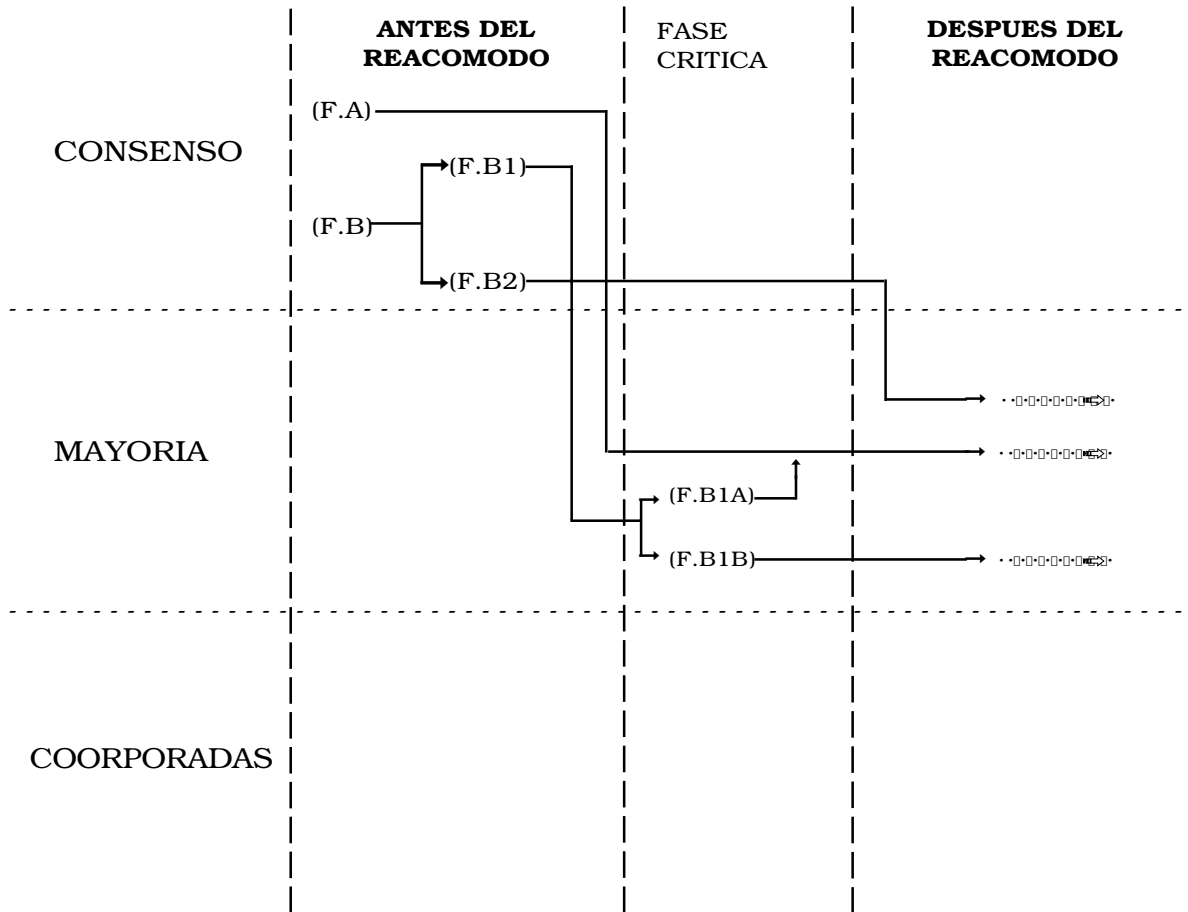 ANTES DEL
REACOMODO
FASE
CRITICA
DESPUES DEL
REACOMODO
CONSENSO
(F.A)
(F.B1)
(F.B)
(F.B2)
MAYORIA
(F.B1A)
(F.B1B)
COORPORADAS